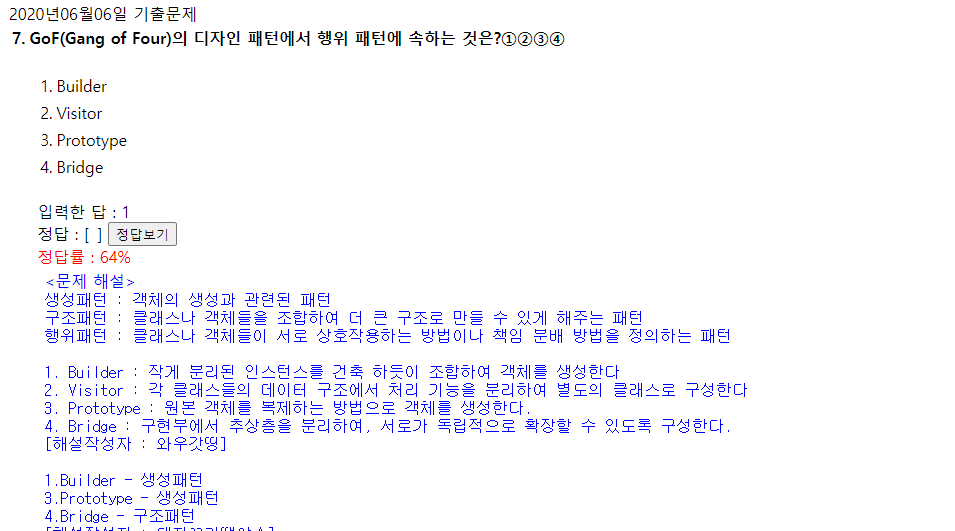 2020년06월06일 기출문제
7. GoF(Gang of Four)의 디자인 패턴에서 행위 패턴에 속하는 것은?①②③④
1. Builder
2. Visitor
3. Prototype
4. Bridge
입력한 답 : 1
정답 : [ ] 정답보기
정답률 : 64%
<문제 해설>
생성패턴 : 객체의 생성과 관련된 패턴
구조패턴 : 클래스나 객체들을 조합하여 더 큰 구조로 만들 수 있게 해주는 패턴
행위패턴 : 클래스나 객체들이 서로 상호작용하는 방법이나 책임 분배 방법을 정의하는 패턴
1. Builder : 작게 분리된 인스턴스를 건축 하듯이 조합하여 객체를 생성한다
2. Visitor : 각 클래스들의 데이터 구조에서 처리 기능을 분리하여 별도의 클래스로 구성한다
3. Prototype : 원본 객체를 복제하는 방법으로 객체를 생성한다.
4. Bridge : 구현부에서 추상층을 분리하여, 서로가 독립적으로 확장할 수 있도록 구성한다.
[해설작성자 : 와우갓띵]
1.Builder - 생성패턴
3.Prototype - 생성패턴
4.Bridge - 구조패턴